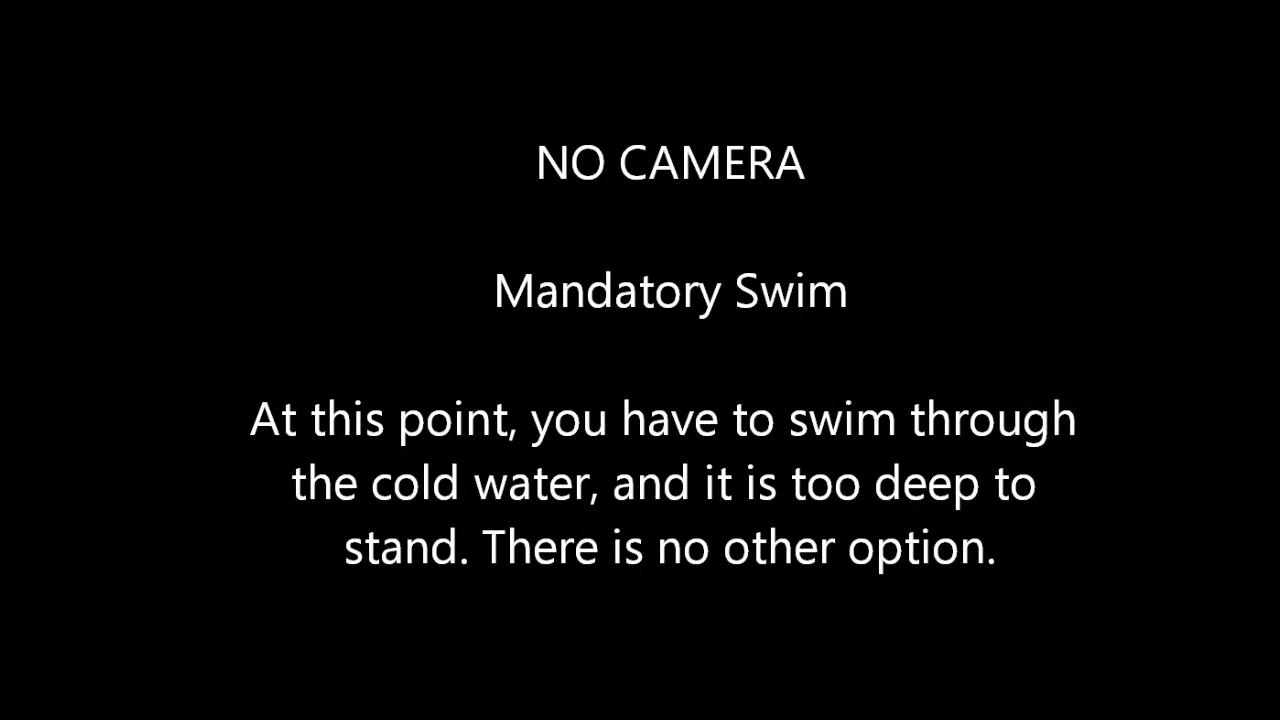 NO CAMERA
Mandatory Swim
At this point, you have to swim through
the cold water, and it is too deep to
stand. There is no other option.